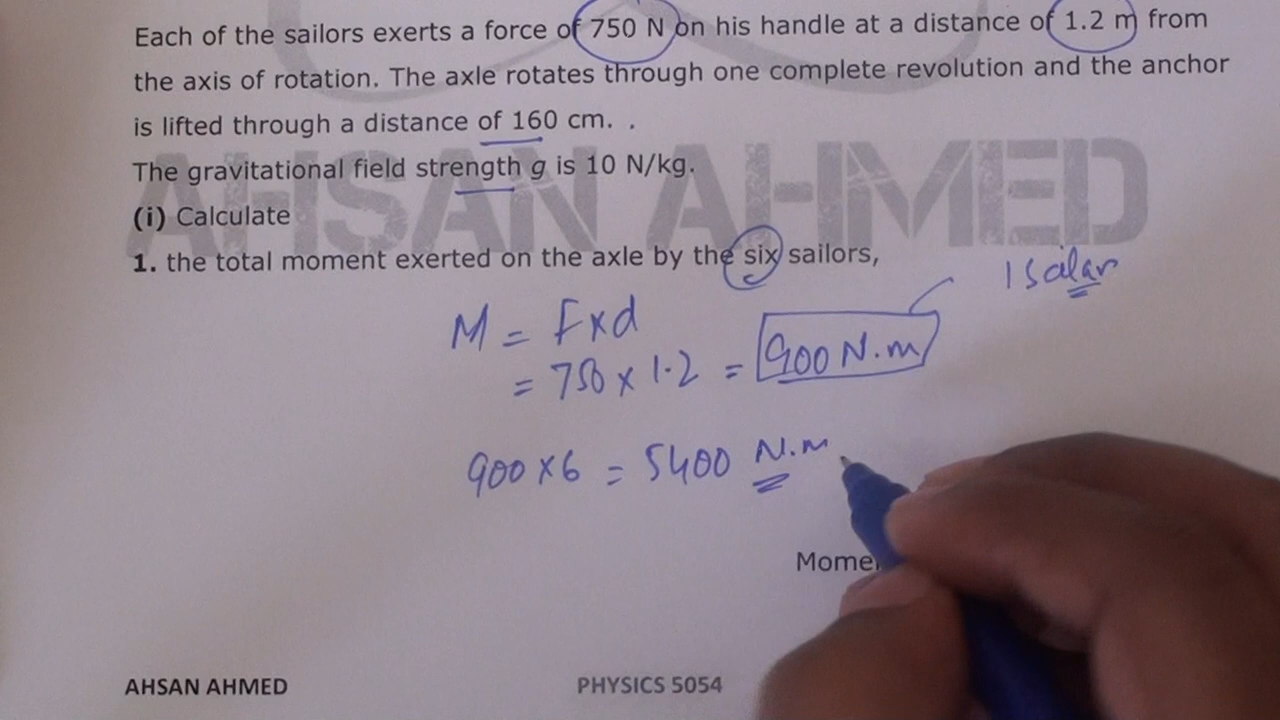 Each of the sailors exerts a force of 750 N on his handle at a distance of 1.2 m from
the axis of rotation. The axle rotates through one complete revolution and the anchor
is lifted through a distance of 160 cm. .
The gravitational field strength g is 10 N/kg.
AHSAN AHMED
(i) Calculate
1. the total moment exerted on the axle by the six sailors,
1 Salar
M = F x d
= 750 x 1.2 = 900 N.m
900 x 6 = 5400 N.m
AHSAN AHMED PHYSICS 5054